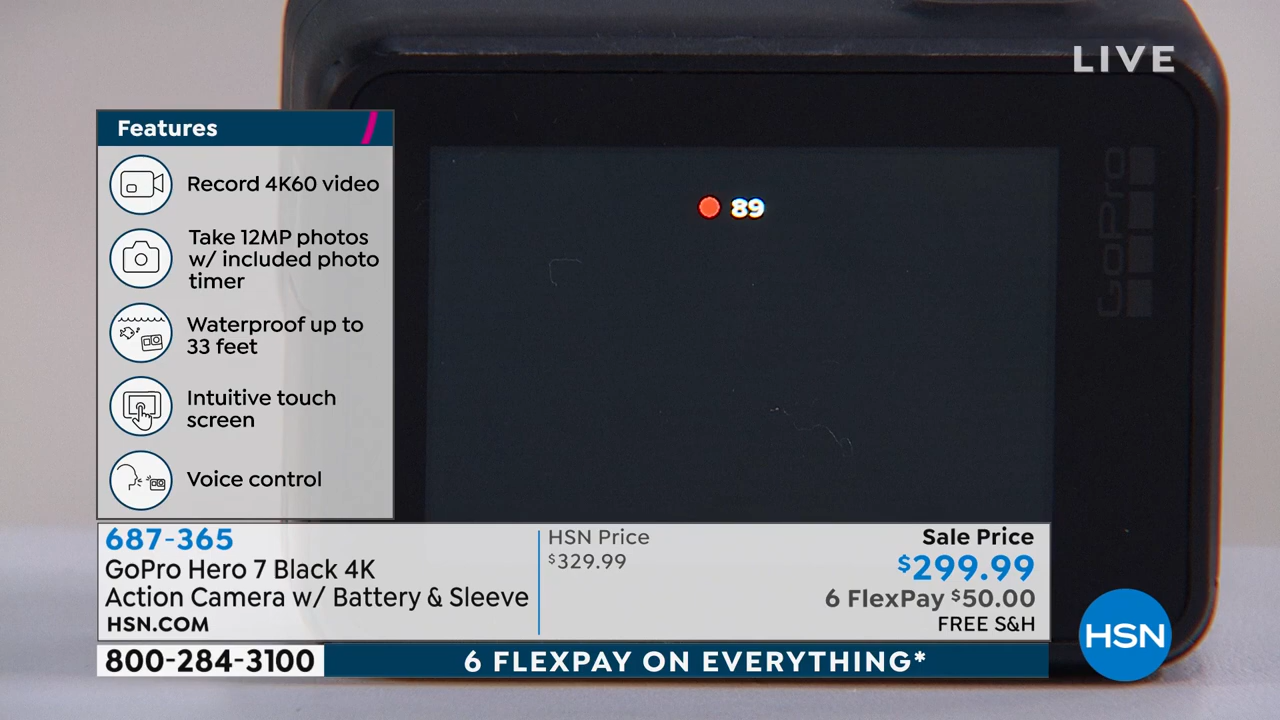 LIVE
Features
Record 4K60 video
Take 12MP photos
w/ included photo
timer
Waterproof up to
33 feet
Intuitive touch
screen
Voice control
89
GoPro
687-365
GoPro Hero 7 Black 4K
Action Camera w/ Battery & Sleeve
HSN.COM
HSN Price
$329.99
Sale Price
$299.99
6 FlexPay $50.00
FREE S&H
HSN
800-284-3100
6 FLEXPAY ON EVERYTHING*